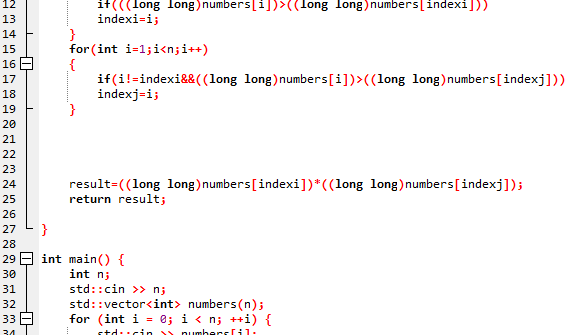 12 if(((long long)numbers[i])>((long long)numbers[indexi]))
13 indexi=i;
14 }
15 for(int i=1;i<n;i++)
16 {
17 if(i!=indexi&&((long long)numbers[i])>((long long)numbers[indexj]))
18 indexj=i;
19 }
20
21
22
23
24 result=((long long)numbers[indexi])*((long long)numbers[indexj]);
25 return result;
26
27 }
28
29 int main() {
30 int n;
31 std::cin >> n;
32 std::vector<int> numbers(n);
33 for (int i = 0; i < n; ++i) {
34 std::cin >> numbers[i];